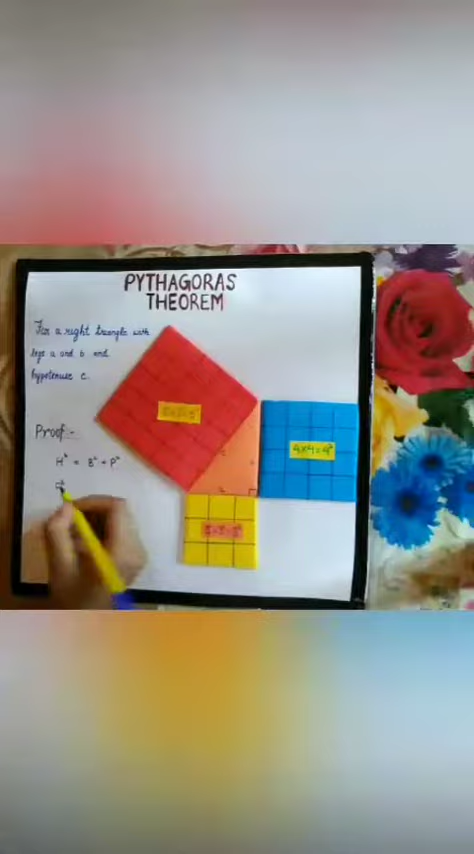 PYTHAGORAS
THEOREM
For a right triangle with
legs a and b and
hypotenuse c.
Proof:-
H² = B² + P²
5²
5×5=5²
4×4=4²
3×3=3²